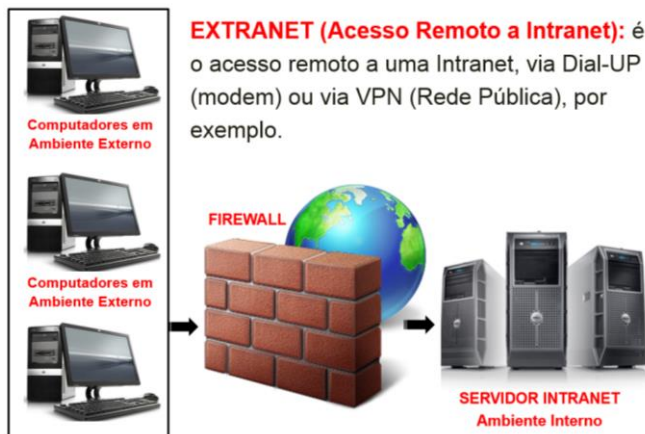 EXTRANET (Acesso Remoto a Intranet): é
o acesso remoto a uma Intranet, via Dial-UP
(modem) ou via VPN (Rede Pública), por
exemplo.
Computadores em
Ambiente Externo
Computadores em
Ambiente Externo
FIREWALL
SERVIDOR INTRANET
Ambiente Interno